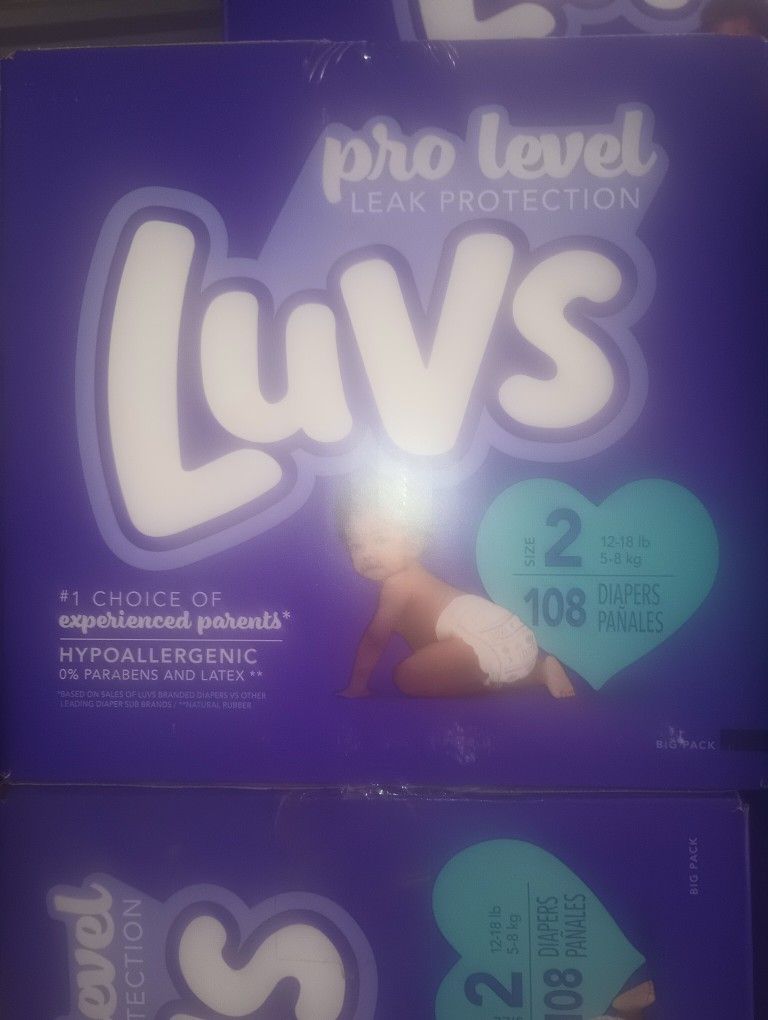 pro level
LEAK PROTECTION
Luvs
SIZE 2
12-18 lb
5-8 kg
108 DIAPERS
PAÑALES
#1 CHOICE OF
experienced parents*
HYPOALLERGENIC
0% PARABENS AND LATEX **
*BASED ON SALES OF LUVS BRANDED DIAPERS VS OTHER
LEADING DIAPER SUB BRANDS / **NATURAL RUBBER
BIG PACK
evel
TECTION
s
2
12-18 lb
5-8 kg
108 DIAPERS
PAÑALES
BIG PACK